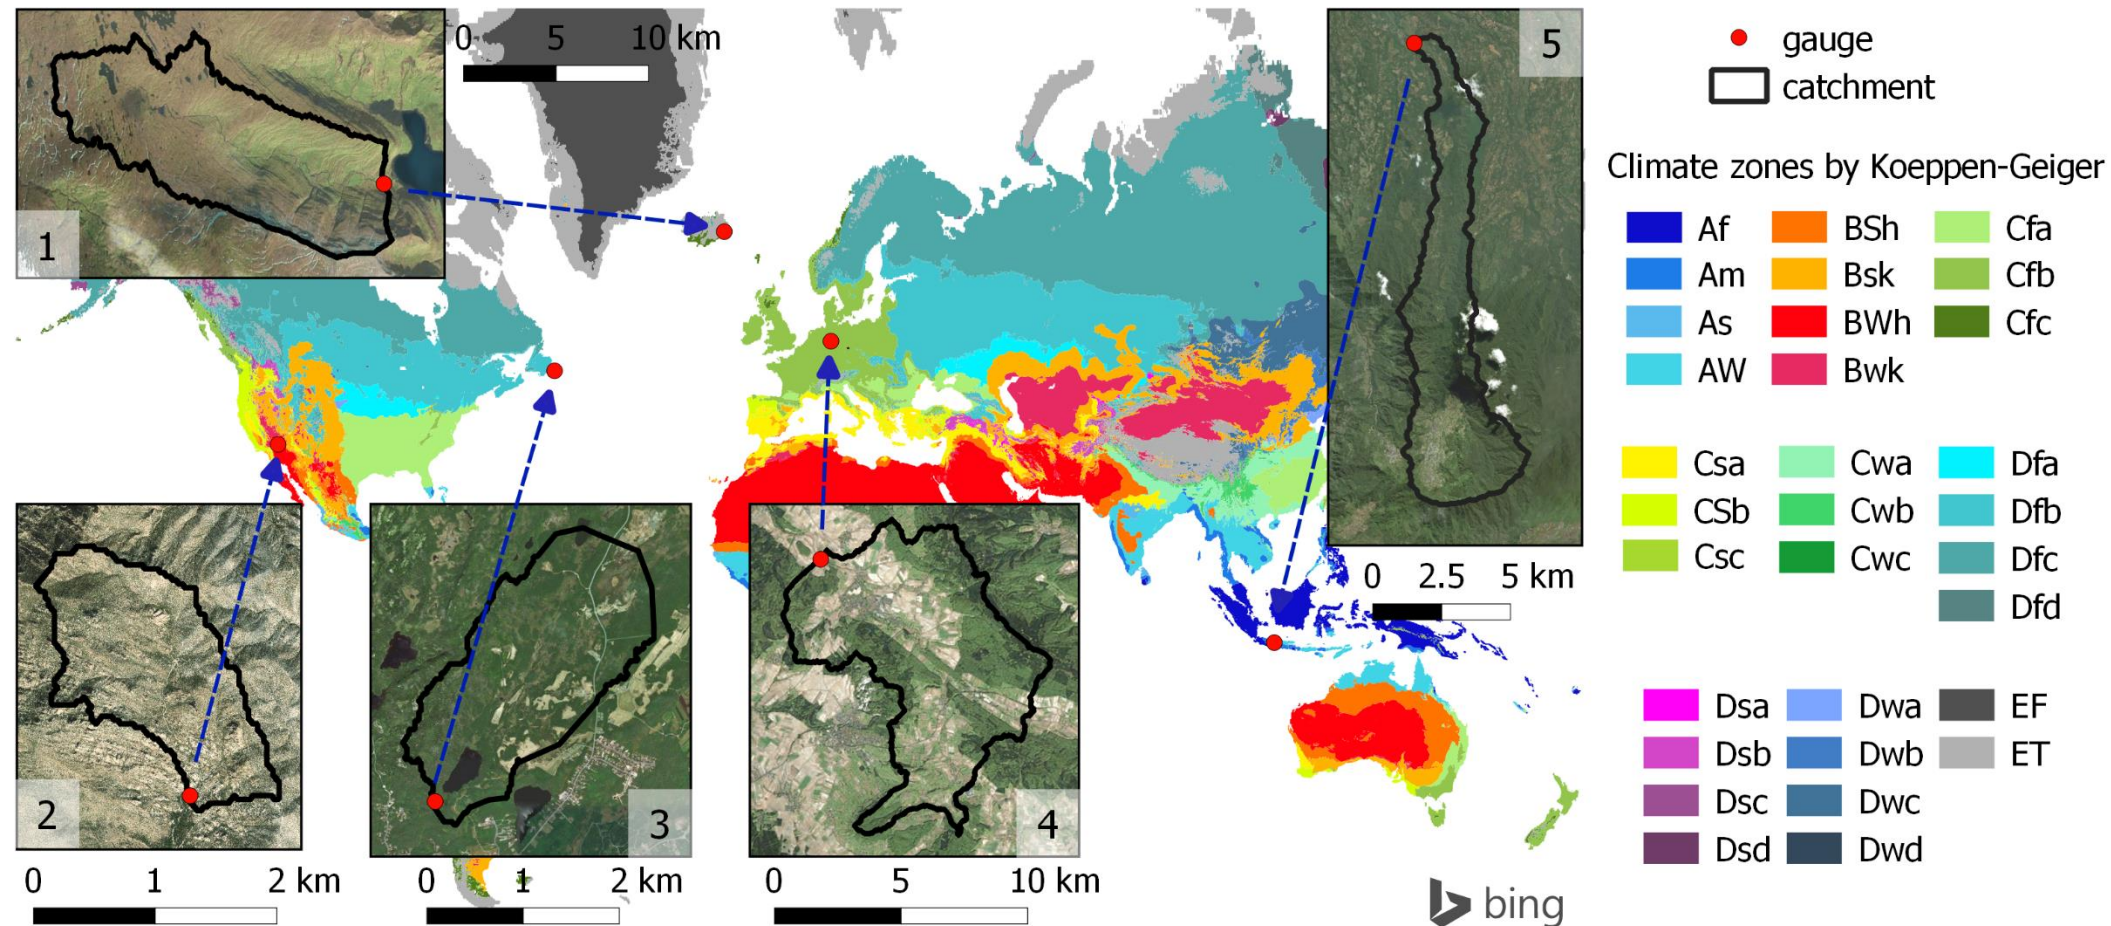 0 5 10 km
1
5
gauge
catchment
Climate zones by Koeppen-Geiger
Af BSh Cfa
Am Bsk Cfb
As BWh Cfc
AW Bwk
Csa Cwa Dfa
CSb Cwb Dfb
Csc Cwc Dfc
Dfd
0 2.5 5 km
Dsa Dwa EF
Dsb Dwb ET
Dsc Dwc
Dsd Dwd
2
3
4
0 1 2 km
0 1 2 km
0 5 10 km
bing